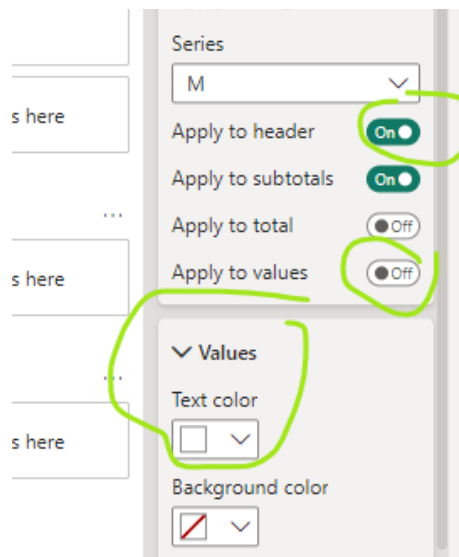 Series
M
s here
Apply to header On
Apply to subtotals On
...
Apply to total Off
s here
Apply to values Off
Values
...
Text color
s here
Background color